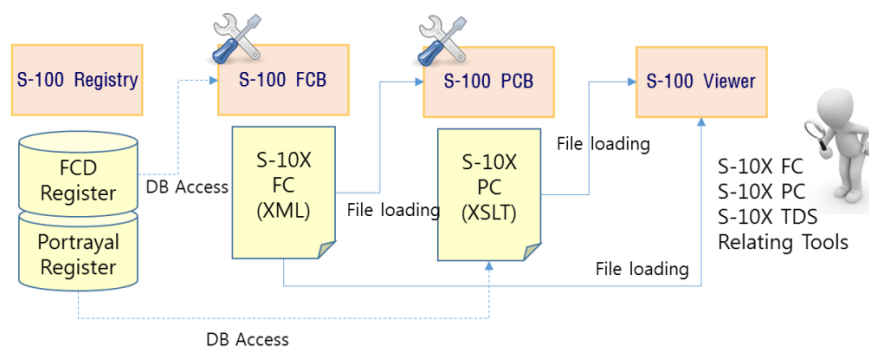 S-100 Registry
S-100 FCB
S-100 PCB
S-100 Viewer
FCD
Register
Portrayal
Register
DB Access
S-10X
FC
(XML)
File loading
S-10X
PC
(XSLT)
File loading
File loading
DB Access
S-10X FC
S-10X PC
S-10X TDS
Relating Tools